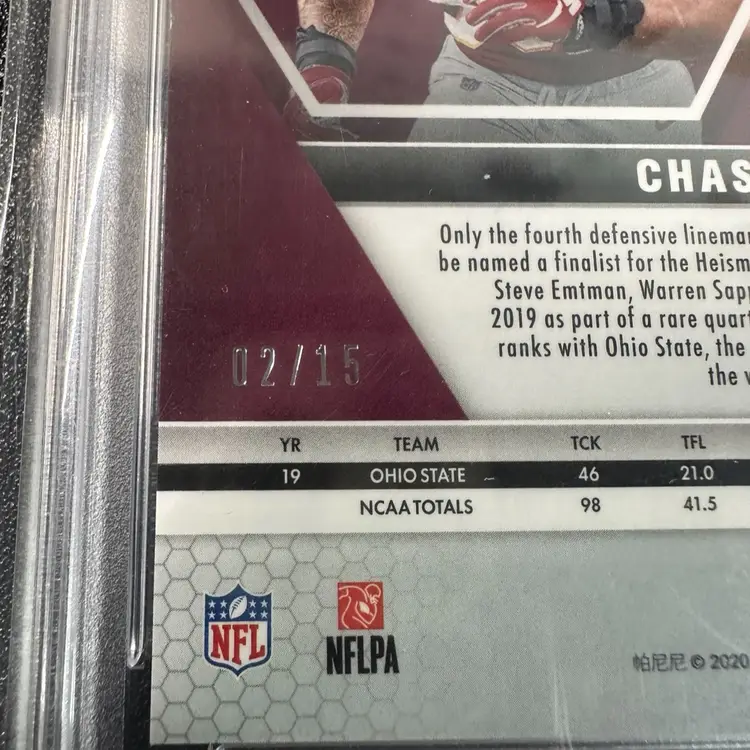 CHAS
Only the fourth defensive linema
be named a finalist for the Heism
Steve Emtman, Warren Sap
2019 as part of a rare quart
ranks with Ohio State, the
the
02/15
YR TEAM TCK TFL
19 OHIO STATE 46 21.0
NCAA TOTALS 98 41.5
NFL
NFLPA
帕尼尼 © 2020